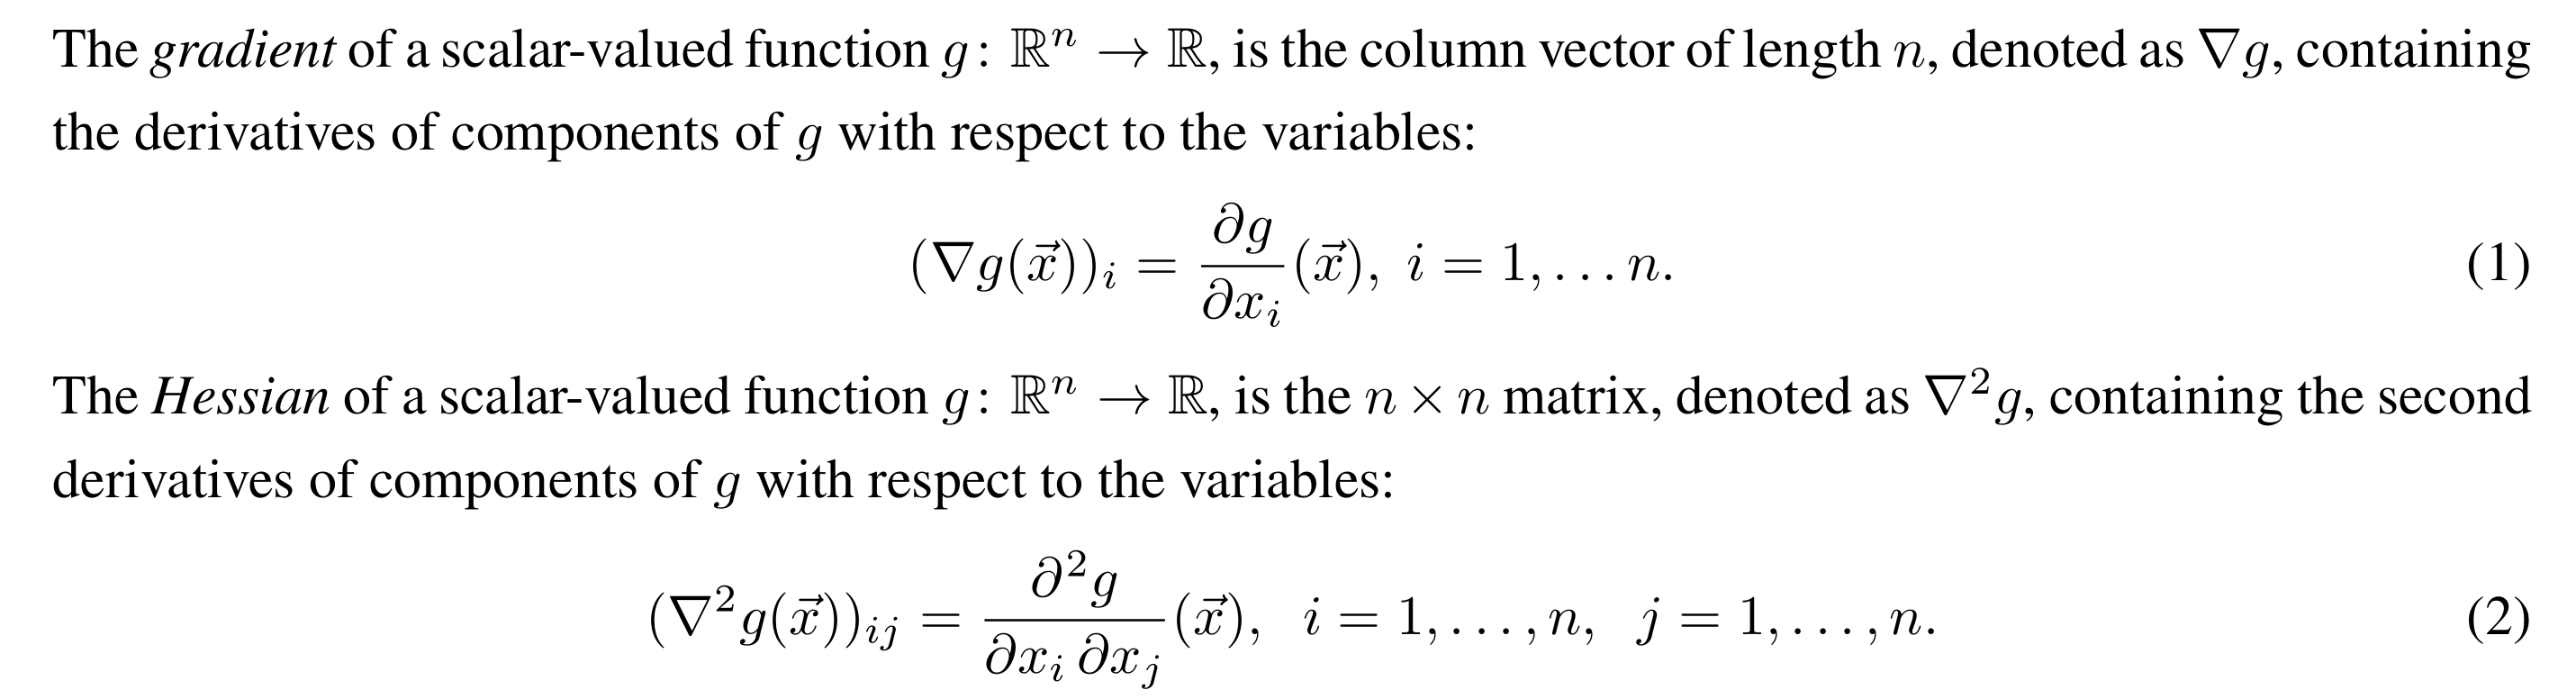 The gradient of a scalar-valued function g: ℝⁿ → ℝ, is the column vector of length n, denoted as ∇g, containing
the derivatives of components of g with respect to the variables:
(∇g(x⃗))ᵢ = ∂g/∂xᵢ (x⃗), i = 1, . . . n. (1)
The Hessian of a scalar-valued function g: ℝⁿ → ℝ, is the n × n matrix, denoted as ∇²g, containing the second
derivatives of components of g with respect to the variables:
(∇²g(x⃗))ᵢⱼ = ∂²g/∂xᵢ ∂xⱼ (x⃗), i = 1, . . . , n, j = 1, . . . , n. (2)